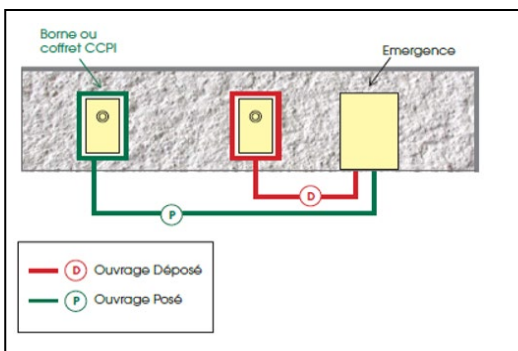 Borne ou
coffret CCPI
Emergence
D
P
D Ouvrage Déposé
P Ouvrage Posé